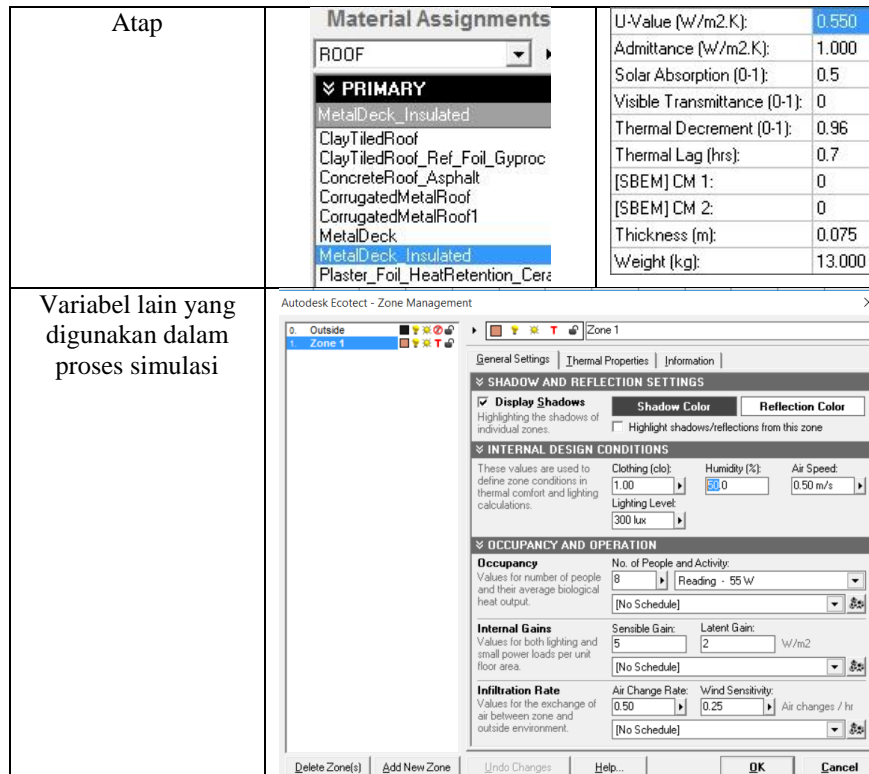 Atap
Material Assignments
ROOF
PRIMARY
MetalDeck_Insulated
ClayTiledRoof
ClayTiledRoof_Ref_Foil_Gyproc
ConcreteRoof_Asphalt
CorrugatedMetalRoof
CorrugatedMetalRoof1
MetalDeck
MetalDeck_Insulated
Plaster_Foil_HeatRetention_Cera
U-Value (W/m2.K): 0.550
Admittance (W/m2.K): 1.000
Solar Absorption (0-1): 0.5
Visible Transmittance (0-1): 0
Thermal Decrement (0-1): 0.96
Thermal Lag (hrs): 0.7
[SBEM] CM 1: 0
[SBEM] CM 2: 0
Thickness (m): 0.075
Weight (kg): 13.000
Variabel lain yang
digunakan dalam
proses simulasi
Autodesk Ecotect - Zone Management
0. Outside
1. Zone 1 T
T Zone 1
General Settings Thermal Properties Information
SHADOW AND REFLECTION SETTINGS
Display Shadows Shadow Color Reflection Color
Highlighting the shadows of
individual zones.
Highlight shadows/reflections from this zone
INTERNAL DESIGN CONDITIONS
These values are used to
define zone conditions in
thermal comfort and lighting
calculations.
Clothing (clo): Humidity (%): Air Speed:
1.00 50.0 0.50 m/s
Lighting Level:
300 lux
OCCUPANCY AND OPERATION
Occupancy
Values for number of people
and their average biological
heat output.
No. of People and Activity:
8 Reading - 55 W
[No Schedule]
Internal Gains
Values for both lighting and
small power loads per unit
floor area.
Sensible Gain: Latent Gain:
5 2 W/m2
[No Schedule]
Infiltration Rate
Values for the exchange of
air between zone and
outside environment.
Air Change Rate: Wind Sensitivity:
0.50 0.25 Air changes / hr
[No Schedule]
Delete Zone(s) Add New Zone Undo Changes Help... OK Cancel